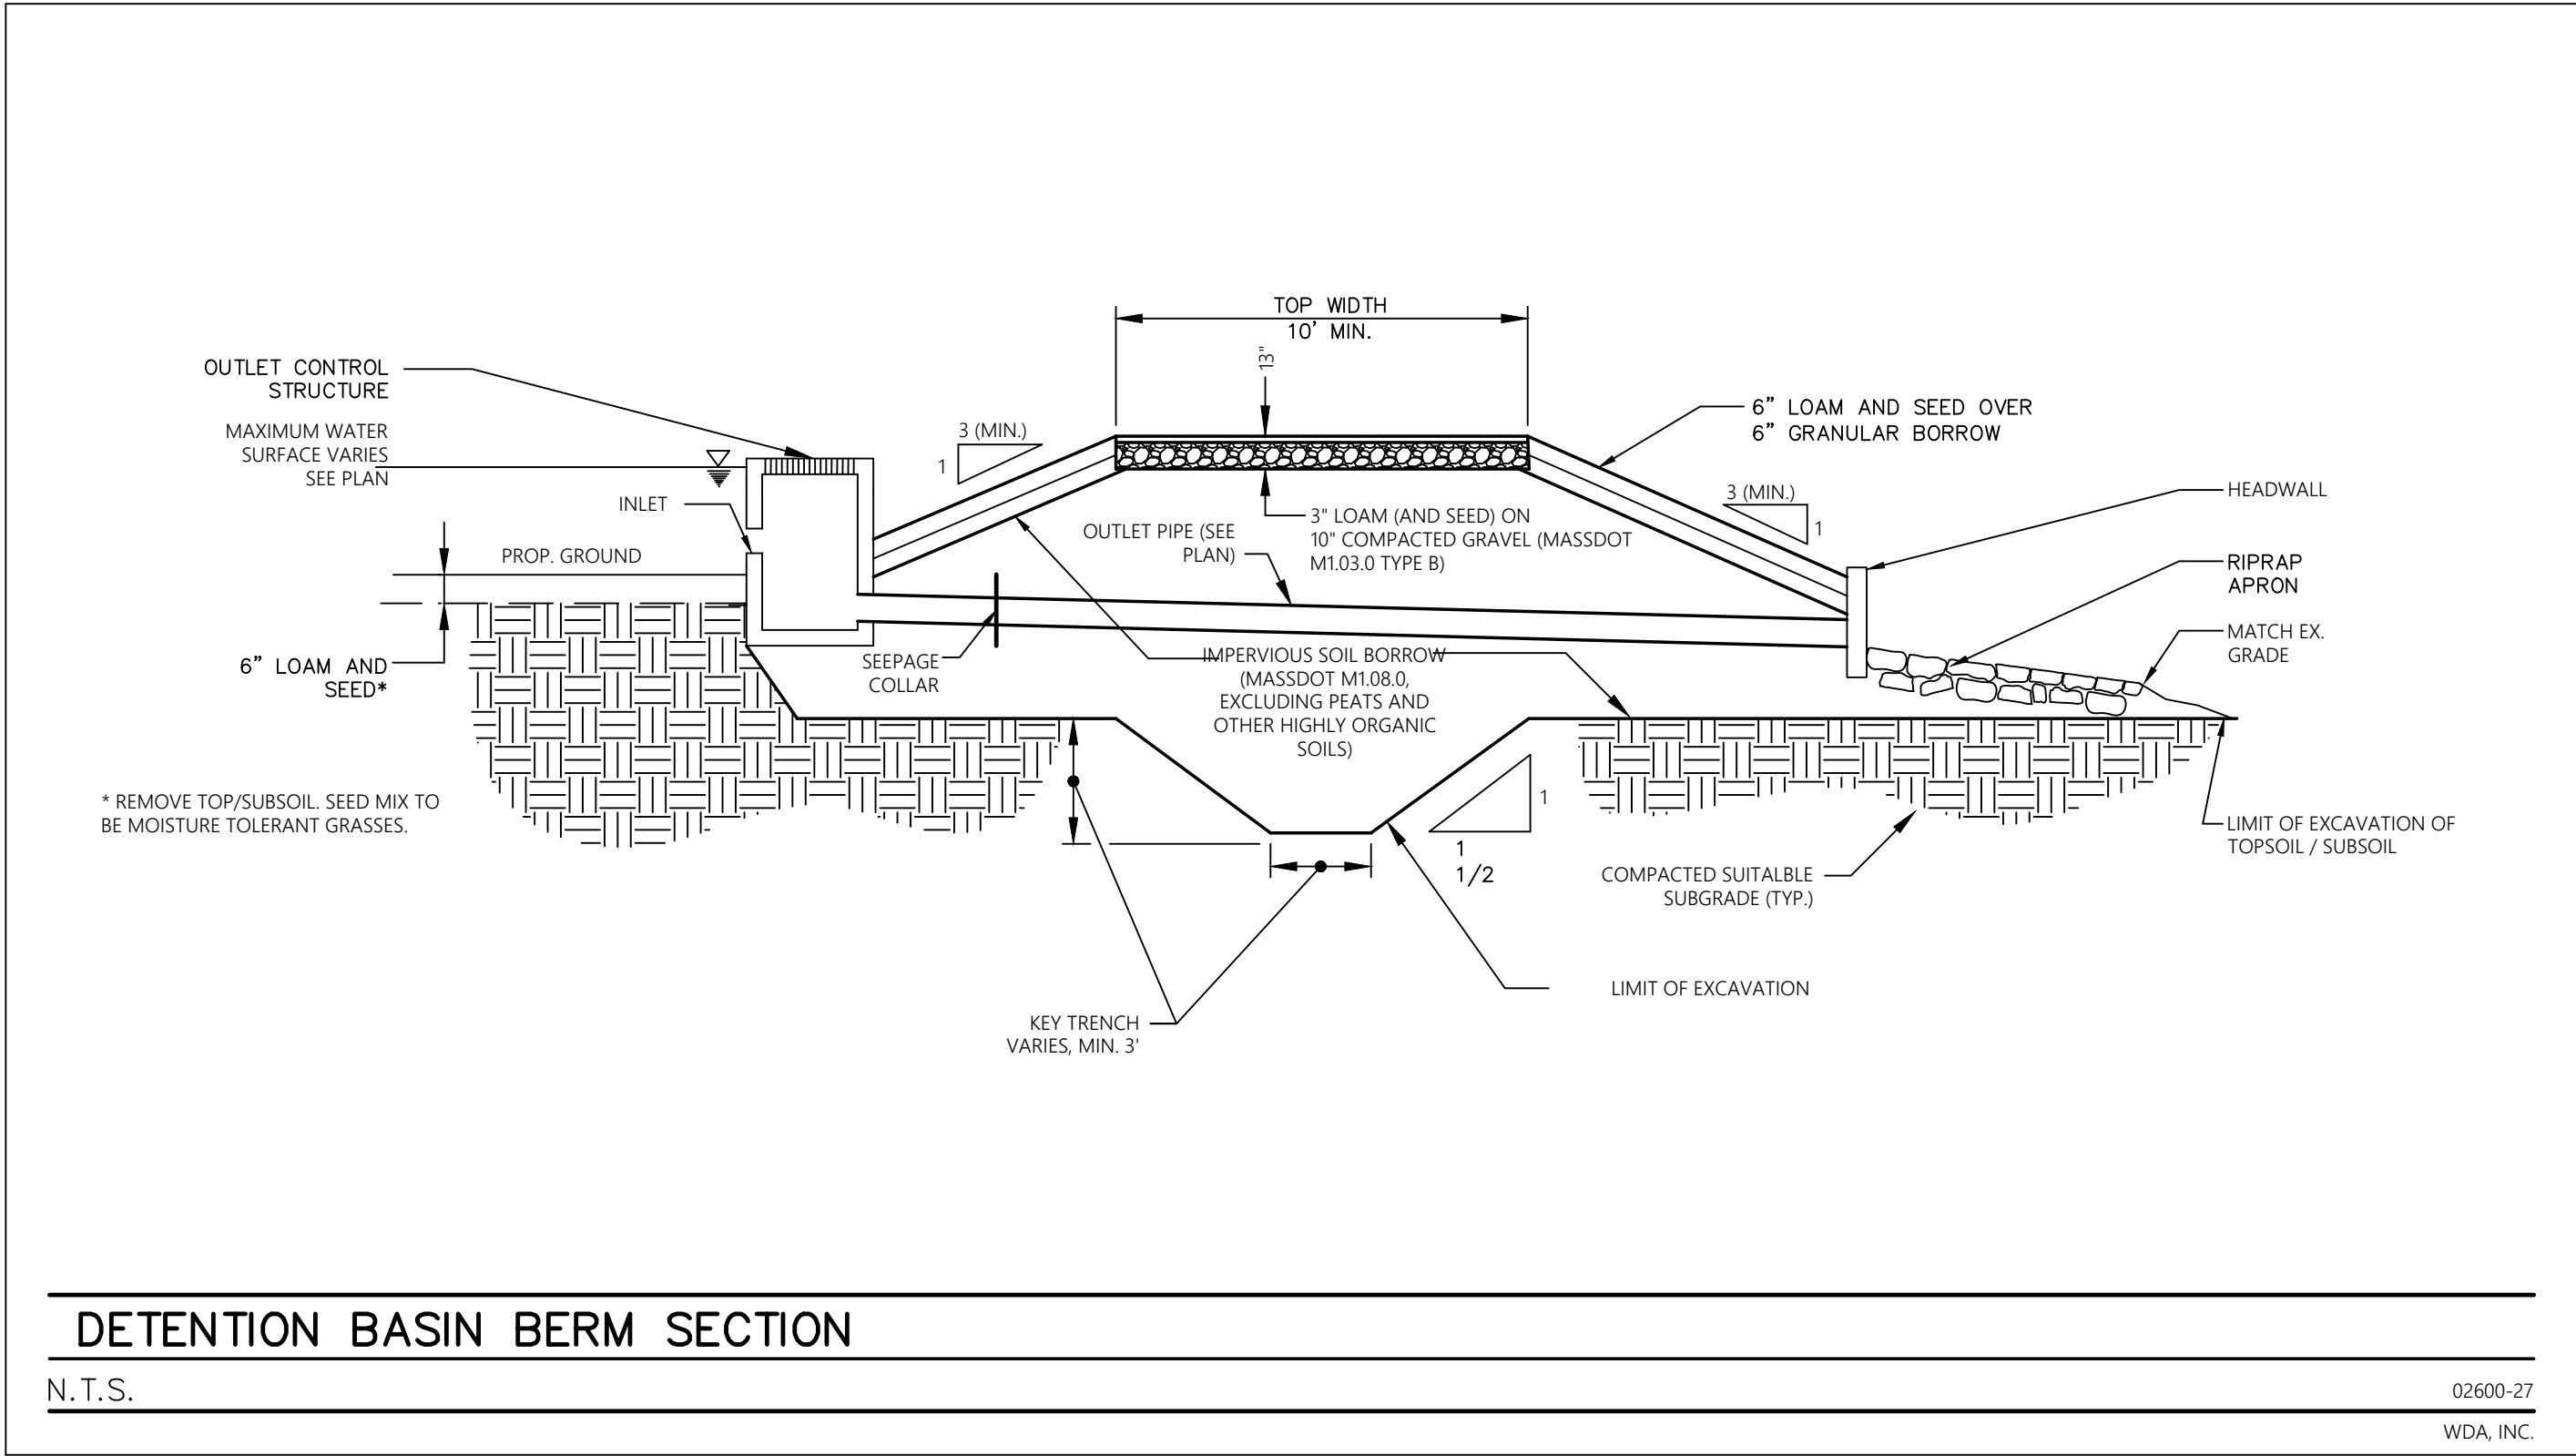 TOP WIDTH
10' MIN.
13"
OUTLET CONTROL
STRUCTURE
MAXIMUM WATER
SURFACE VARIES
SEE PLAN
INLET
PROP. GROUND
6” LOAM AND
SEED*
* REMOVE TOP/SUBSOIL. SEED MIX TO
BE MOISTURE TOLERANT GRASSES.
3 (MIN.)
1
6” LOAM AND SEED OVER
6” GRANULAR BORROW
3 (MIN.)
1
HEADWALL
RIPRAP
APRON
MATCH EX.
GRADE
OUTLET PIPE (SEE
PLAN)
3" LOAM (AND SEED) ON
10" COMPACTED GRAVEL (MASSDOT
M1.03.0 TYPE B)
SEEPAGE
COLLAR
IMPERVIOUS SOIL BORROW
(MASSDOT M1.08.0,
EXCLUDING PEATS AND
OTHER HIGHLY ORGANIC
SOILS)
1
1
1/2
COMPACTED SUITALBLE
SUBGRADE (TYP.)
LIMIT OF EXCAVATION OF
TOPSOIL / SUBSOIL
LIMIT OF EXCAVATION
KEY TRENCH
VARIES, MIN. 3'
DETENTION BASIN BERM SECTION
N.T.S.
02600-27
WDA, INC.